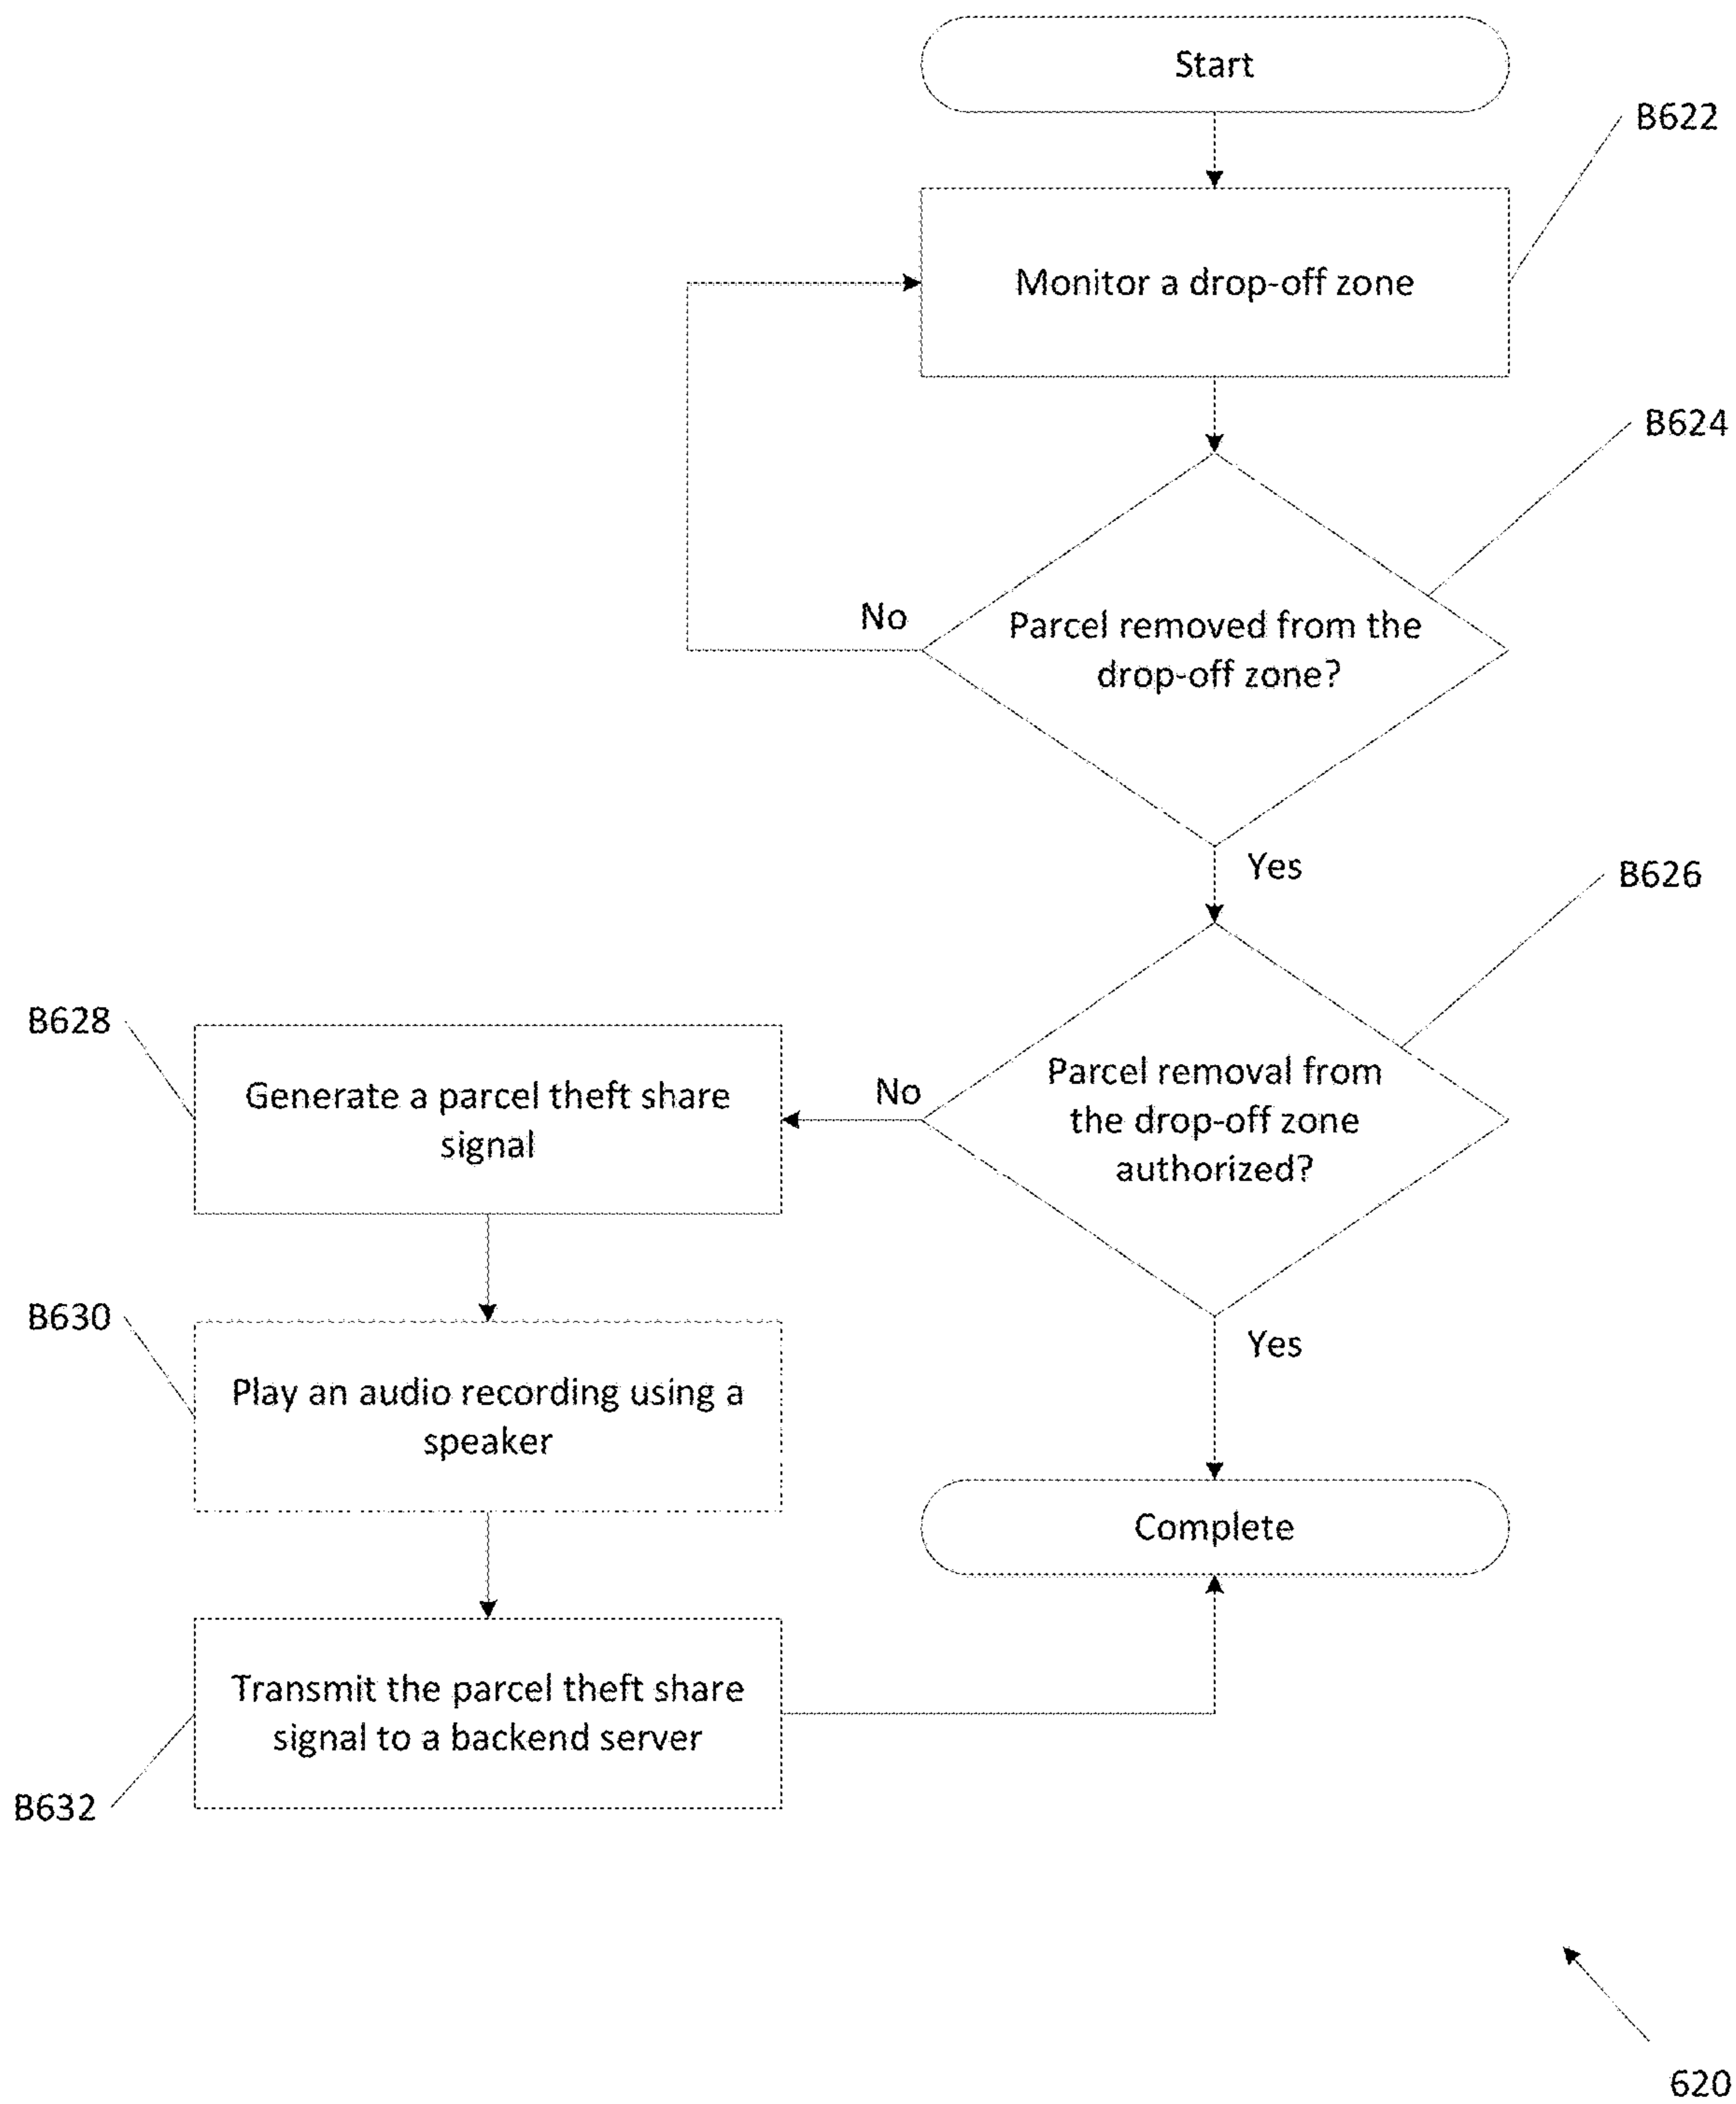 Start
B622
Monitor a drop-off zone
B624
No
Parcel removed from the
drop-off zone?
Yes
B626
B628
Generate a parcel theft share
signal
No
Parcel removal from
the drop-off zone
authorized?
B630
Yes
Play an audio recording using a
speaker
Complete
Transmit the parcel theft share
signal to a backend server
B632
620